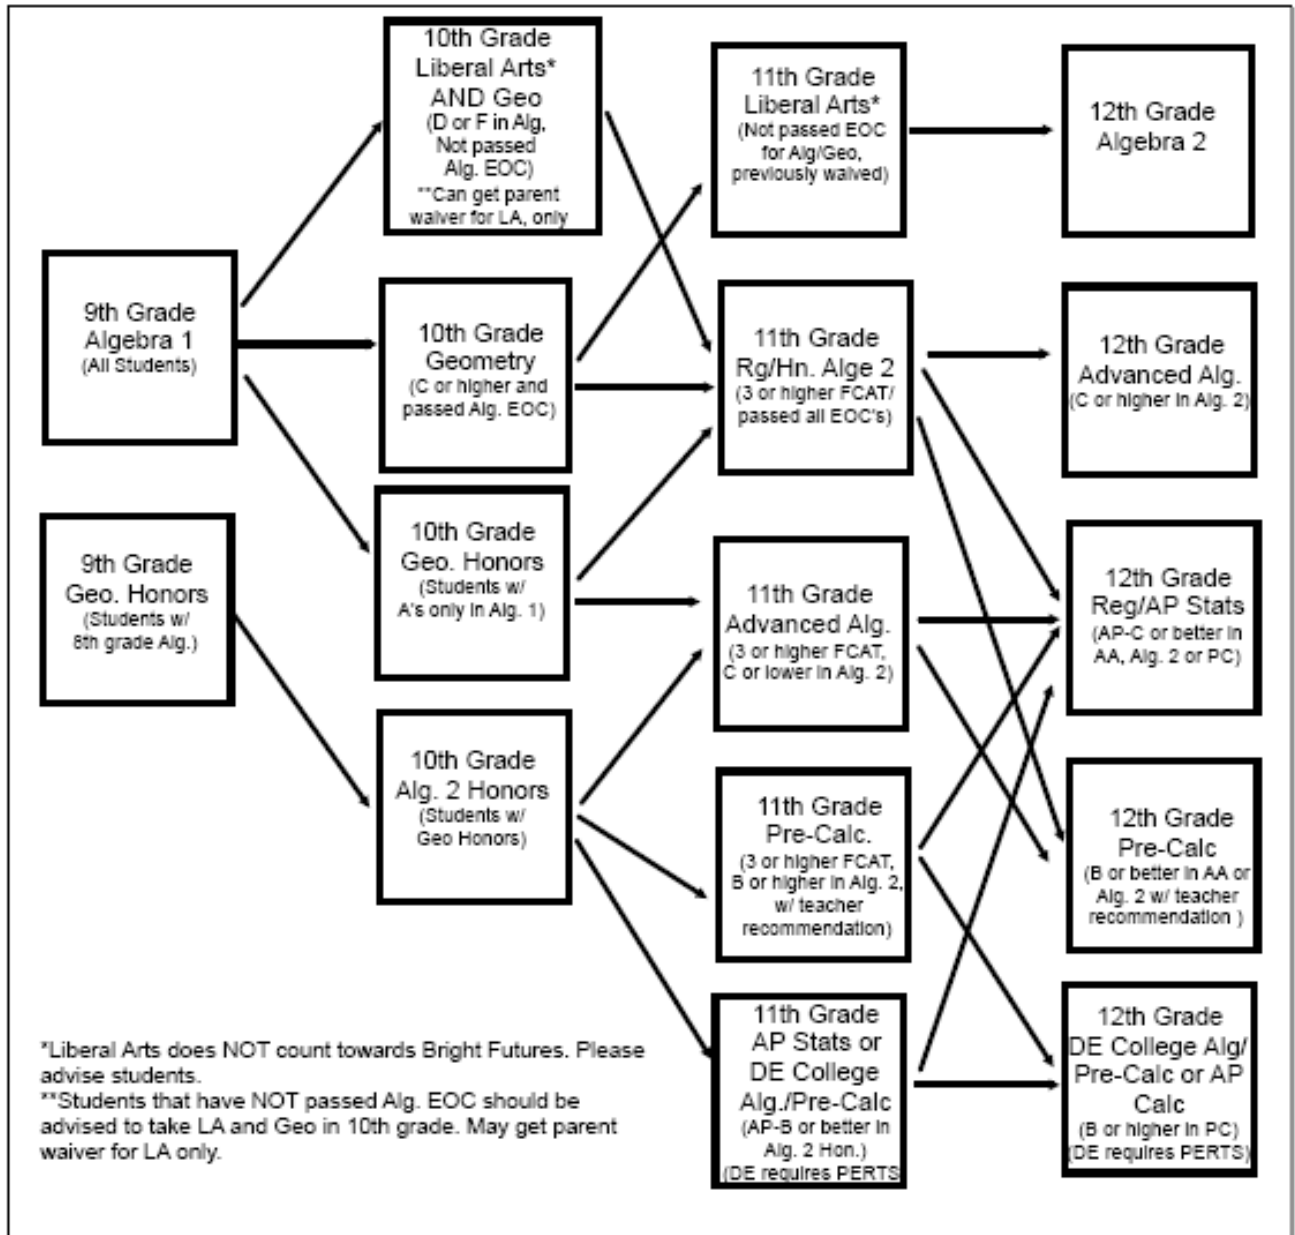 10th Grade
Liberal Arts*
AND Geo
(D or F in Alg,
Not passed
Alg. EOC)
**Can get parent
waiver for LA, only
11th Grade
Liberal Arts*
(Not passed EOC
for Alg/Geo,
previously waived)
12th Grade
Algebra 2
9th Grade
Algebra 1
(All Students)
10th Grade
Geometry
(C or higher and
passed Alg. EOC)
11th Grade
Rg/Hn. Alge 2
(3 or higher FCAT/
passed all EOC's)
12th Grade
Advanced Alg.
(C or higher in Alg. 2)
9th Grade
Geo. Honors
(Students w/
8th grade Alg.)
10th Grade
Geo. Honors
(Students w/
A's only in Alg. 1)
11th Grade
Advanced Alg.
(3 or higher FCAT,
C or lower in Alg. 2)
12th Grade
Reg/AP Stats
(AP-C or better in
AA, Alg. 2 or PC)
10th Grade
Alg. 2 Honors
(Students w/
Geo Honors)
11th Grade
Pre-Calc.
(3 or higher FCAT,
B or higher in Alg. 2,
w/ teacher
recommendation)
12th Grade
Pre-Calc
(B or better in AA or
Alg. 2 w/ teacher
recommendation )
11th Grade
AP Stats or
DE College
Alg./Pre-Calc
(AP-B or better in
Alg. 2 Hon.)
(DE requires PERTS
12th Grade
DE College Alg/
Pre-Calc or AP
Calc
(B or higher in PC)
(DE requires PERTS)
*Liberal Arts does NOT count towards Bright Futures. Please
advise students.
**Students that have NOT passed Alg. EOC should be
advised to take LA and Geo in 10th grade. May get parent
waiver for LA only.